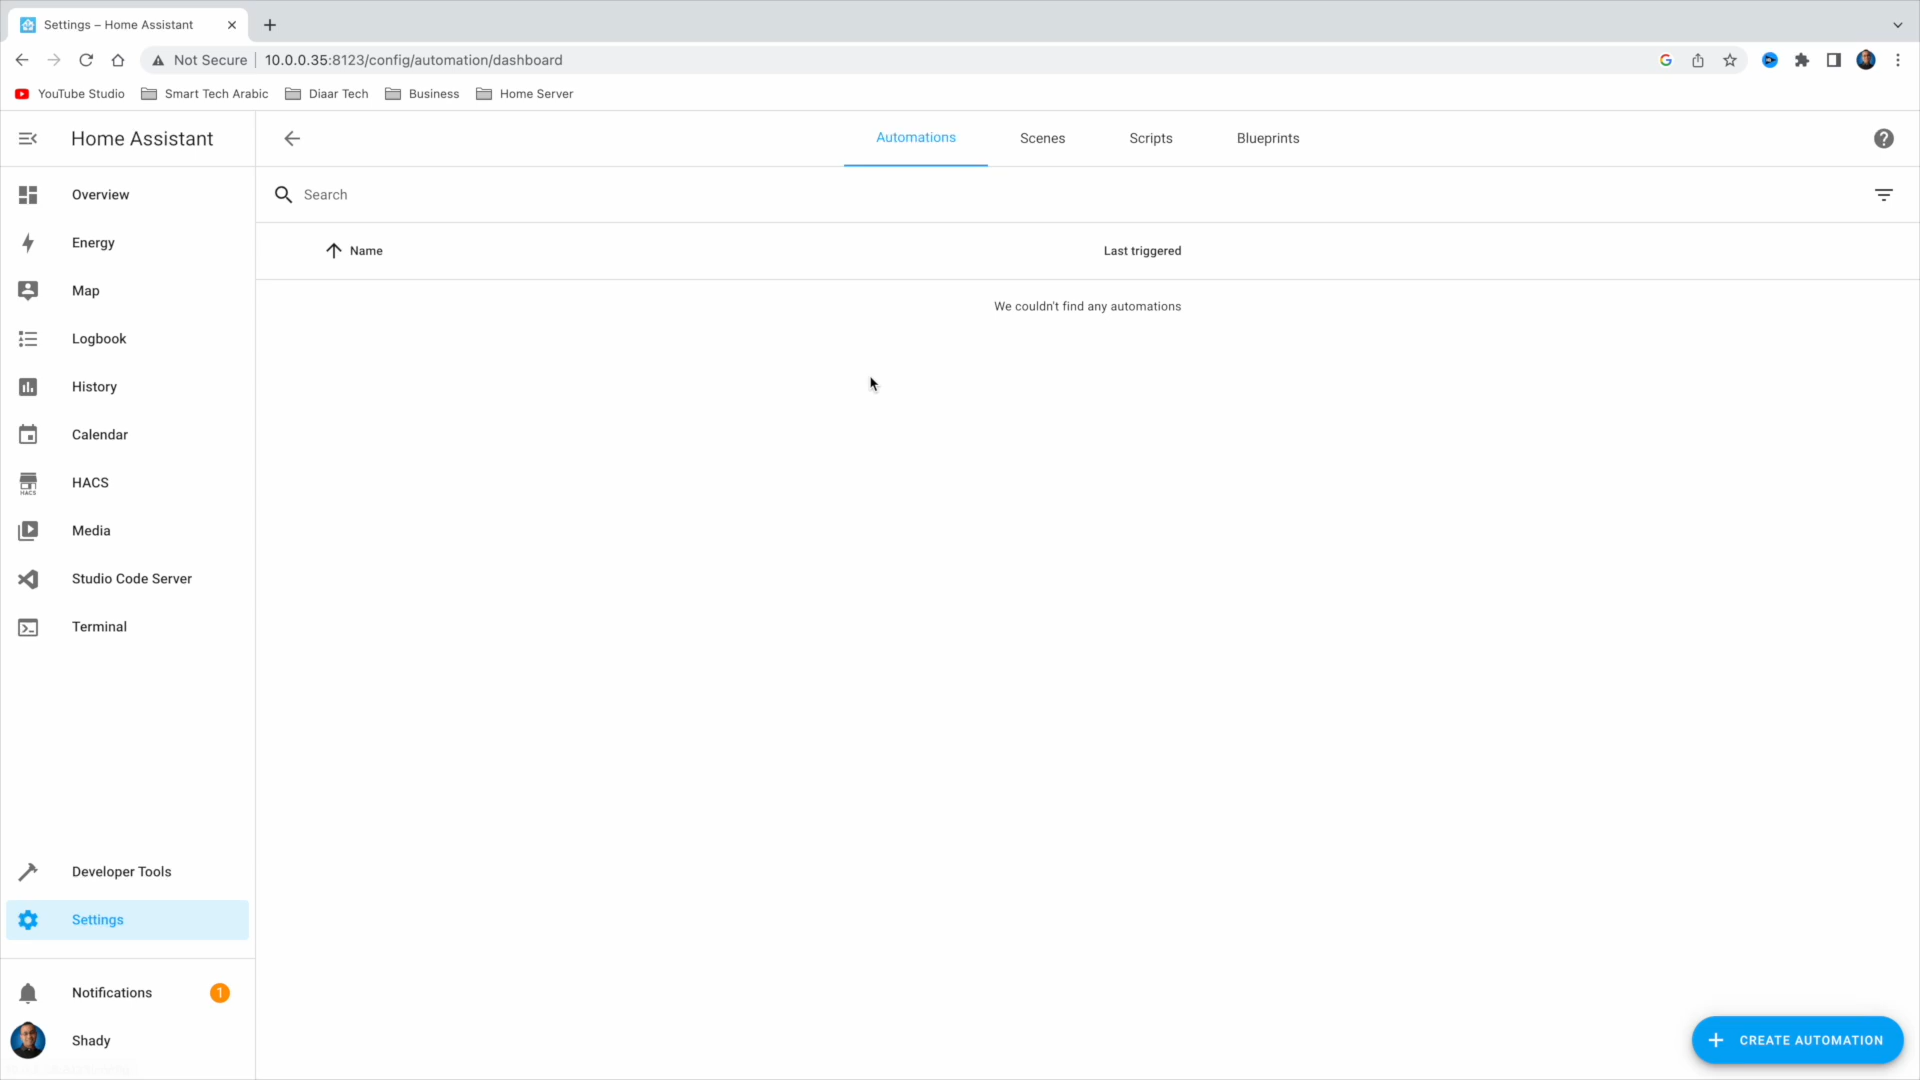 Settings – Home Assistant
Not Secure 10.0.0.35:8123/config/automation/dashboard
YouTube Studio Smart Tech Arabic Diaar Tech Business Home Server
Home Assistant
Automations Scenes Scripts Blueprints
Overview
Search
Energy
Name Last triggered
Map
We couldn't find any automations
Logbook
History
Calendar
HACS
HACS
Media
Studio Code Server
Terminal
Developer Tools
Settings
Notifications 1
Shady
CREATE AUTOMATION